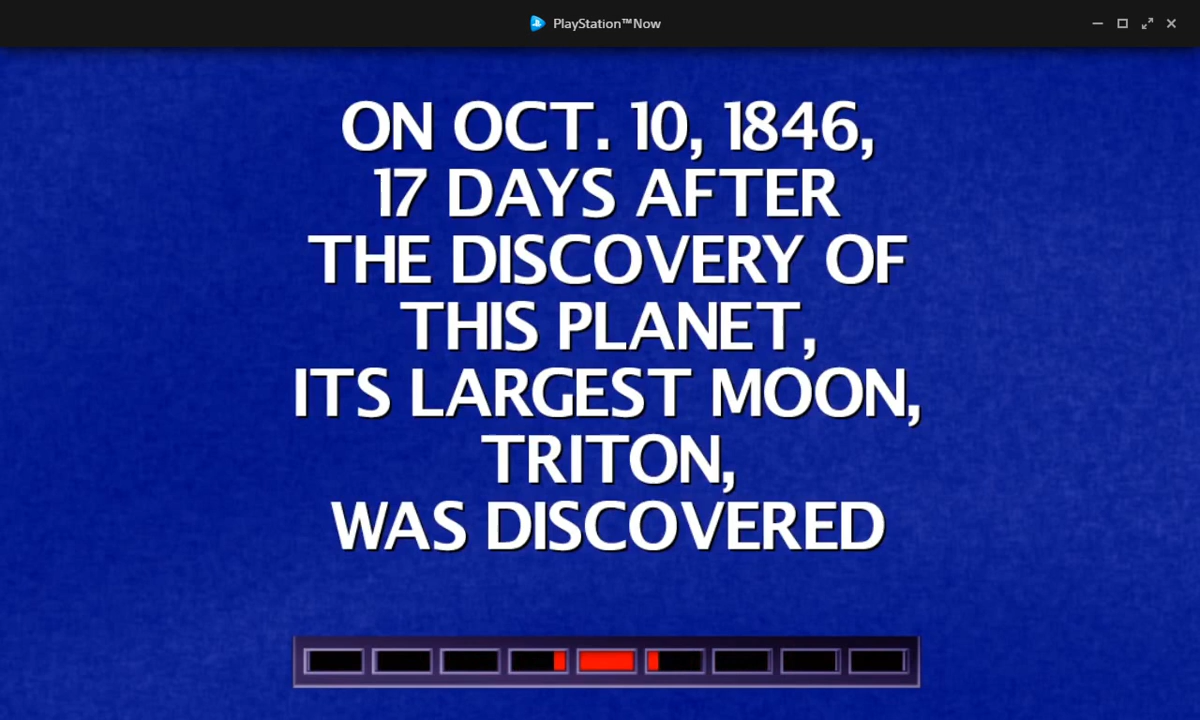 PlayStation™Now
ON OCT. 10, 1846,
17 DAYS AFTER
THE DISCOVERY OF
THIS PLANET,
ITS LARGEST MOON,
TRITON,
WAS DISCOVERED